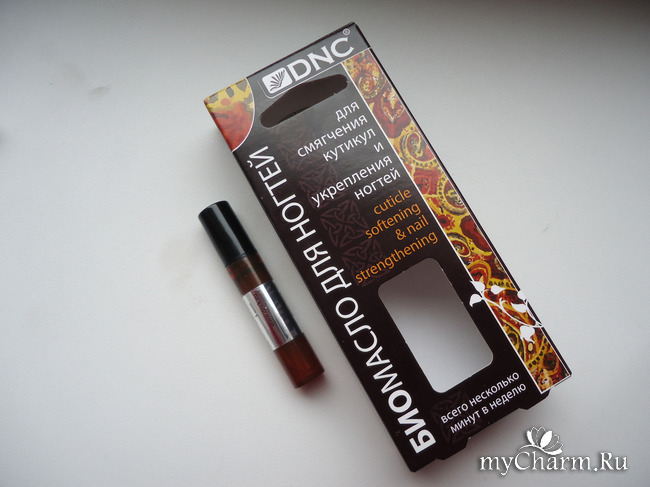 DNC
БИОМАСЛО ДЛЯ НОГТЕЙ
для
смягчения
кутикул
и
укрепления
ногтей
cuticle
softening
& nail
strengthening
всего несколько
минут в неделю
myCharm.Ru